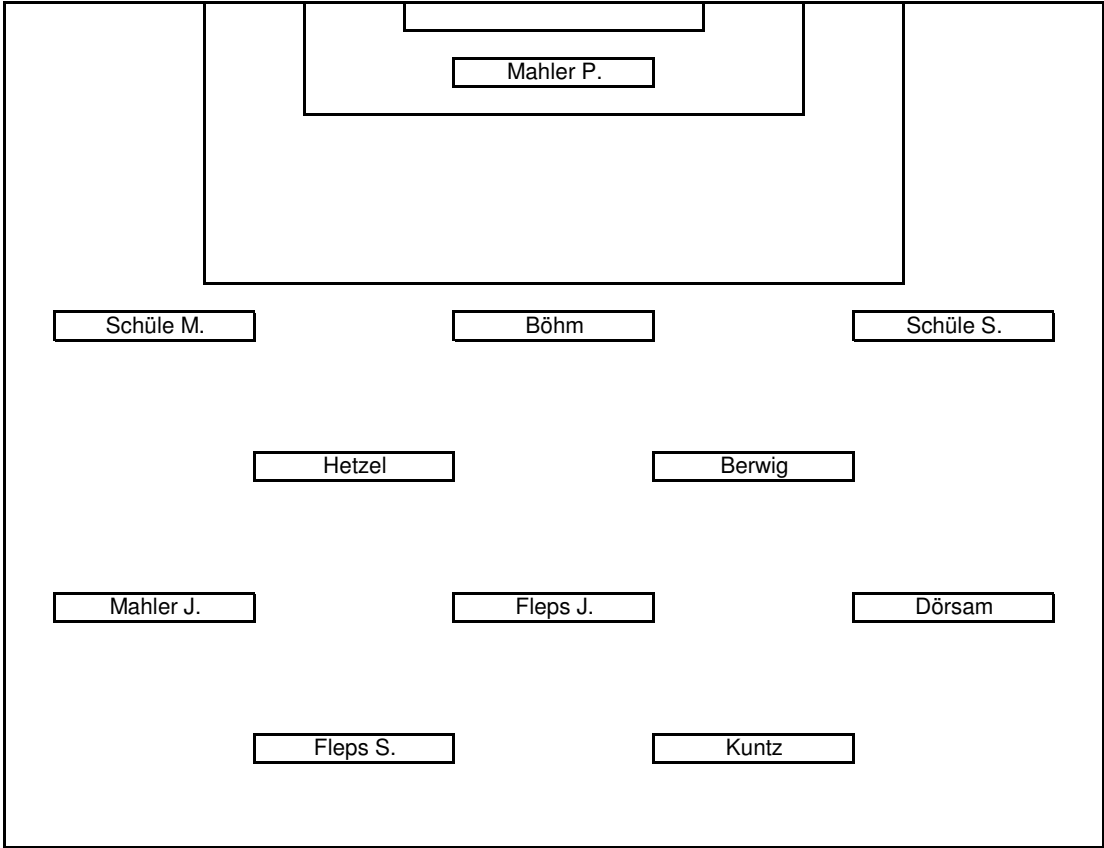 Mahler P.
Schüle M.
Böhm
Schüle S.
Hetzel
Berwig
Mahler J.
Fleps J.
Dörsam
Fleps S.
Kuntz